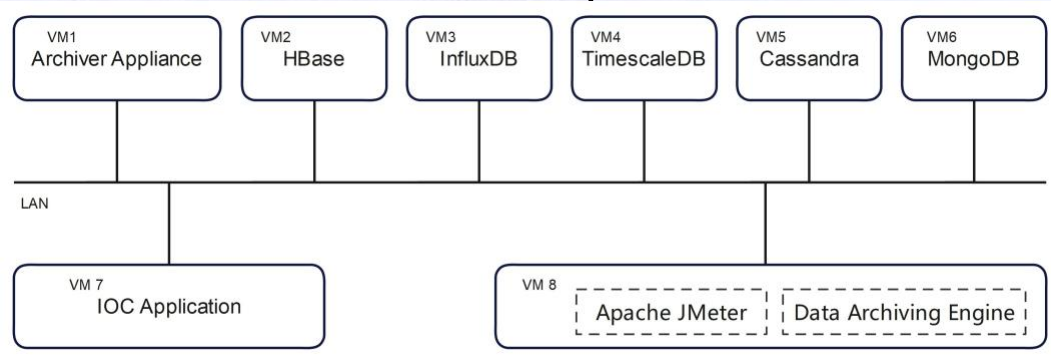 VM1
Archiver Appliance
VM2
HBase
VM3
InfluxDB
VM4
TimescaleDB
VM5
Cassandra
VM6
MongoDB
LAN
VM 7
IOC Application
VM 8
Apache JMeter
Data Archiving Engine